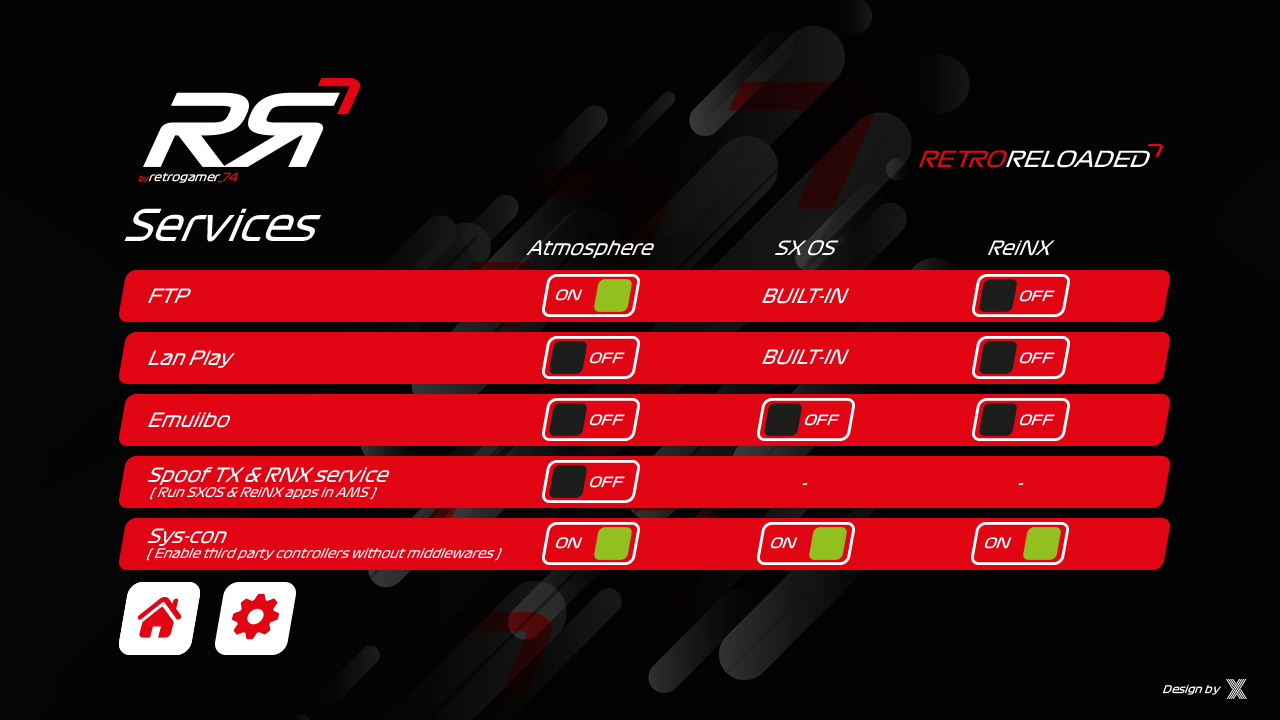 RR
by retrogamer_74
RETRORELOADED
Services
Atmosphere SX OS ReiNX
FTP ON BUILT-IN OFF
Lan Play OFF BUILT-IN OFF
Emuiibo OFF OFF OFF
Spoof TX & RNX service OFF - -
( Run SXOS & ReiNX apps in AMS )
Sys-con ON ON ON
( Enable third party controllers without middlewares )
Design by X